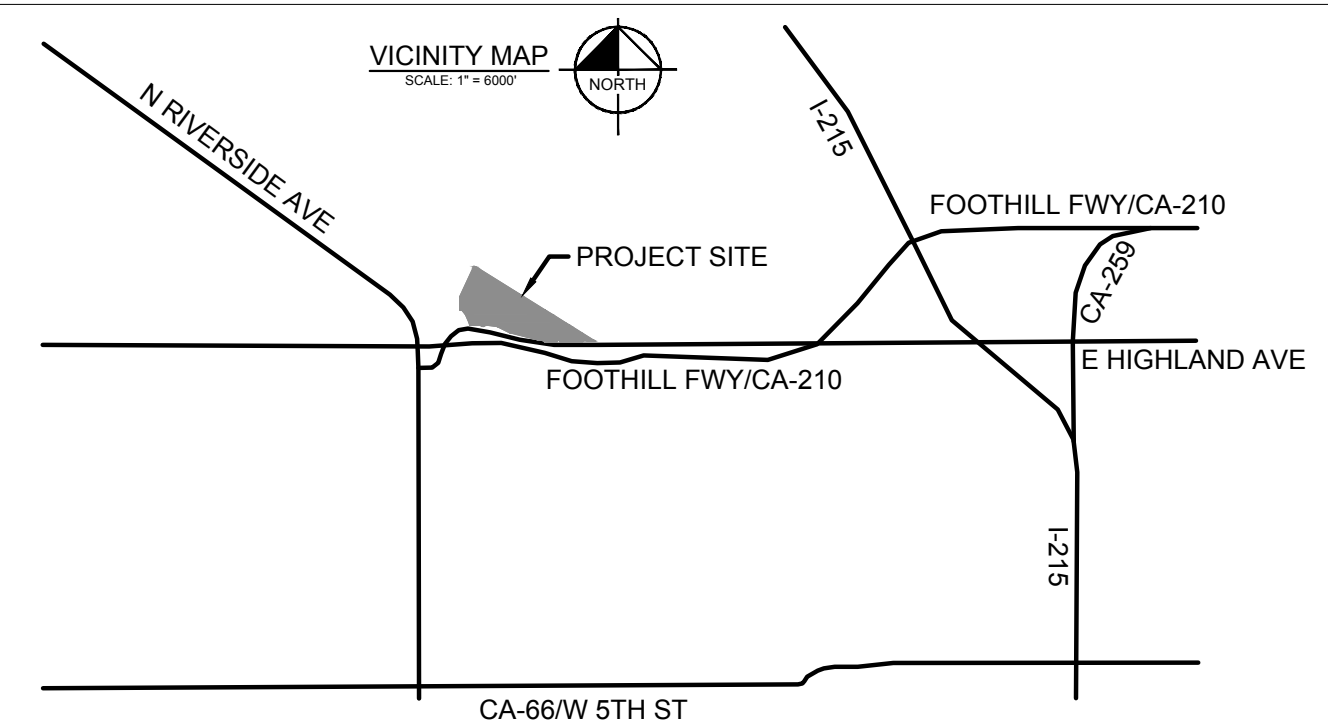 VICINITY MAP
SCALE: 1" = 6000'
NORTH
N RIVERSIDE AVE
I-215
FOOTHILL FWY/CA-210
PROJECT SITE
CA-259
E HIGHLAND AVE
FOOTHILL FWY/CA-210
I-215
CA-66/W 5TH ST